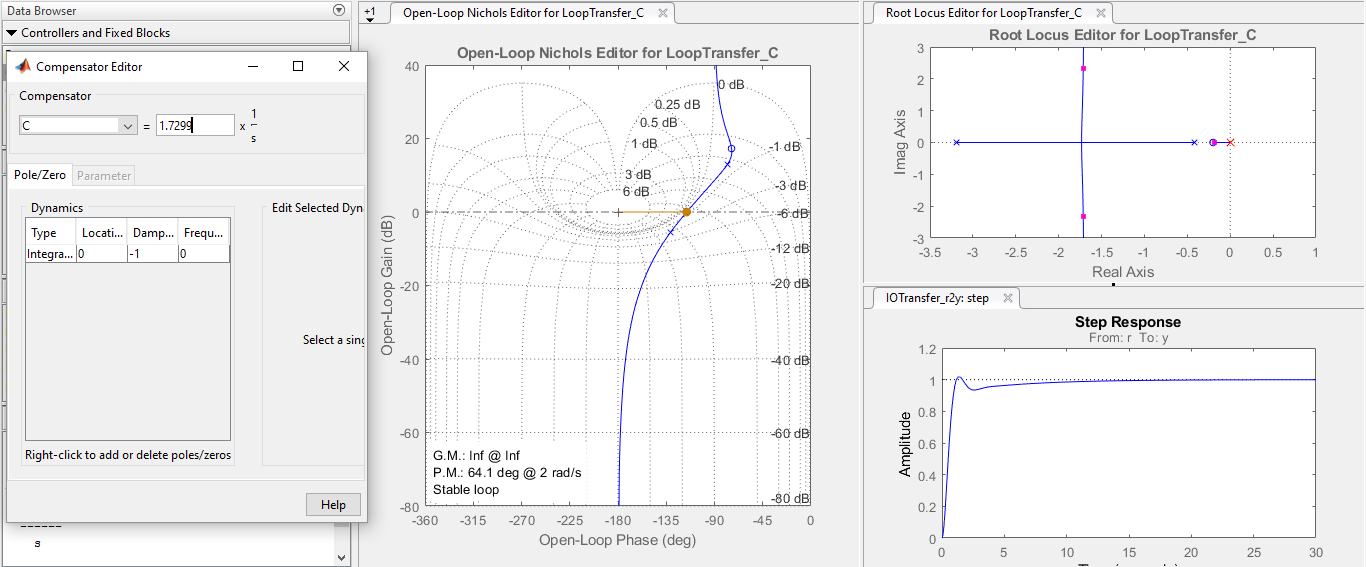 Data Browser
Controllers and Fixed Blocks
Compensator Editor
Compensator
C = 1.7299 x 1
s
Pole/Zero Parameter
Dynamics
Edit Selected Dyn
Type Locati... Damp... Frequ...
Integra... 0 -1 0
Select a sing
Right-click to add or delete poles/zeros
Help
s
+1
Open-Loop Nichols Editor for LoopTransfer_C
Open-Loop Nichols Editor for LoopTransfer_C
Open-Loop Gain (dB)
40
20
0
-20
-40
-60
-80
0 dB
0.25 dB
0.5 dB
1 dB
3 dB
6 dB
-1 dB
-3 dB
-6 dB
-12 dB
-20 dB
-40 dB
-60 dB
-80 dB
G.M.: Inf @ Inf
P.M.: 64.1 deg @ 2 rad/s
Stable loop
-360 -315 -270 -225 -180 -135 -90 -45 0
Open-Loop Phase (deg)
Root Locus Editor for LoopTransfer_C
Root Locus Editor for LoopTransfer_C
Imag Axis
3
2
1
0
-1
-2
-3
-3.5 -3 -2.5 -2 -1.5 -1 -0.5 0 0.5 1
Real Axis
IOTransfer_r2y: step
Step Response
From: r To: y
Amplitude
1.2
1
0.8
0.6
0.4
0.2
0
0 5 10 15 20 25 30